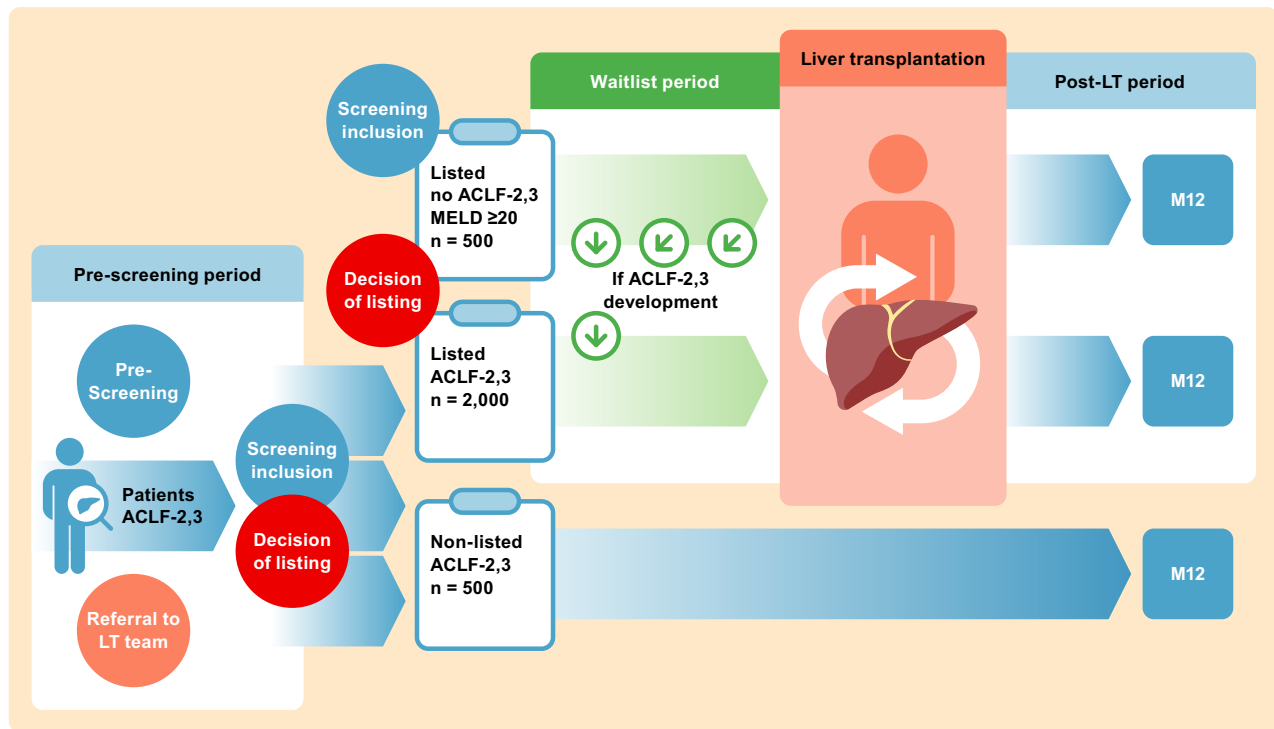 Pre-screening period
Pre-
Screening
Patients
ACLF-2,3
Referral to
LT team
Screening
inclusion
Decision
of listing
Screening
inclusion
Decision
of listing
Listed
no ACLF-2,3
MELD ≥20
n = 500
Listed
ACLF-2,3
n = 2,000
Non-listed
ACLF-2,3
n = 500
Waitlist period
If ACLF-2,3
development
Liver transplantation
Post-LT period
M12
M12
M12